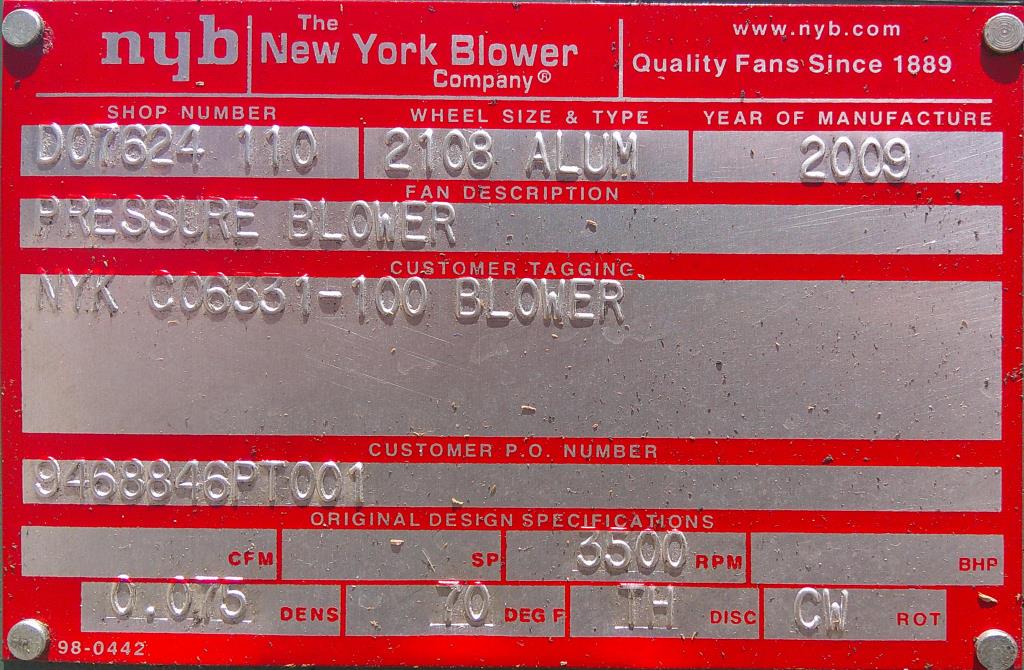 nyb The New York Blower Company® www.nyb.com
Quality Fans Since 1889
SHOP NUMBER WHEEL SIZE & TYPE YEAR OF MANUFACTURE
D07624 110 2108 ALUM 2009
FAN DESCRIPTION
PRESSURE BLOWER
CUSTOMER TAGGING
NYK C06331-100 BLOWER
CUSTOMER P.O. NUMBER
9468846PT001
ORIGINAL DESIGN SPECIFICATIONS
CFM SP 3500 RPM BHP
0.075 DENS 70 DEG F TH DISC CW ROT
98-0442